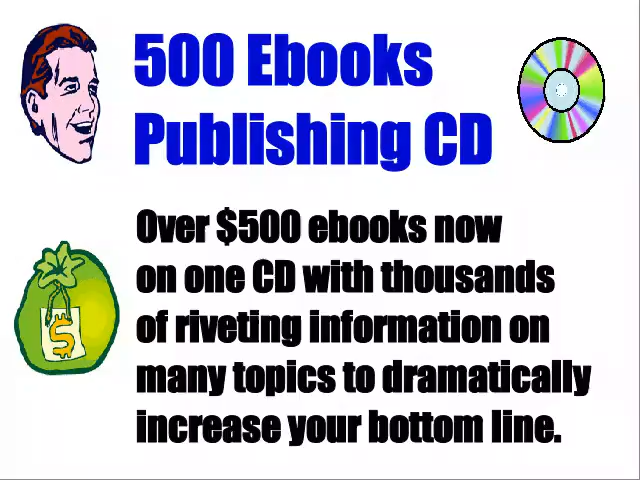 500 Ebooks
Publishing CD
Over $500 ebooks now
on one CD with thousands
of riveting information on
many topics to dramatically
increase your bottom line.
$